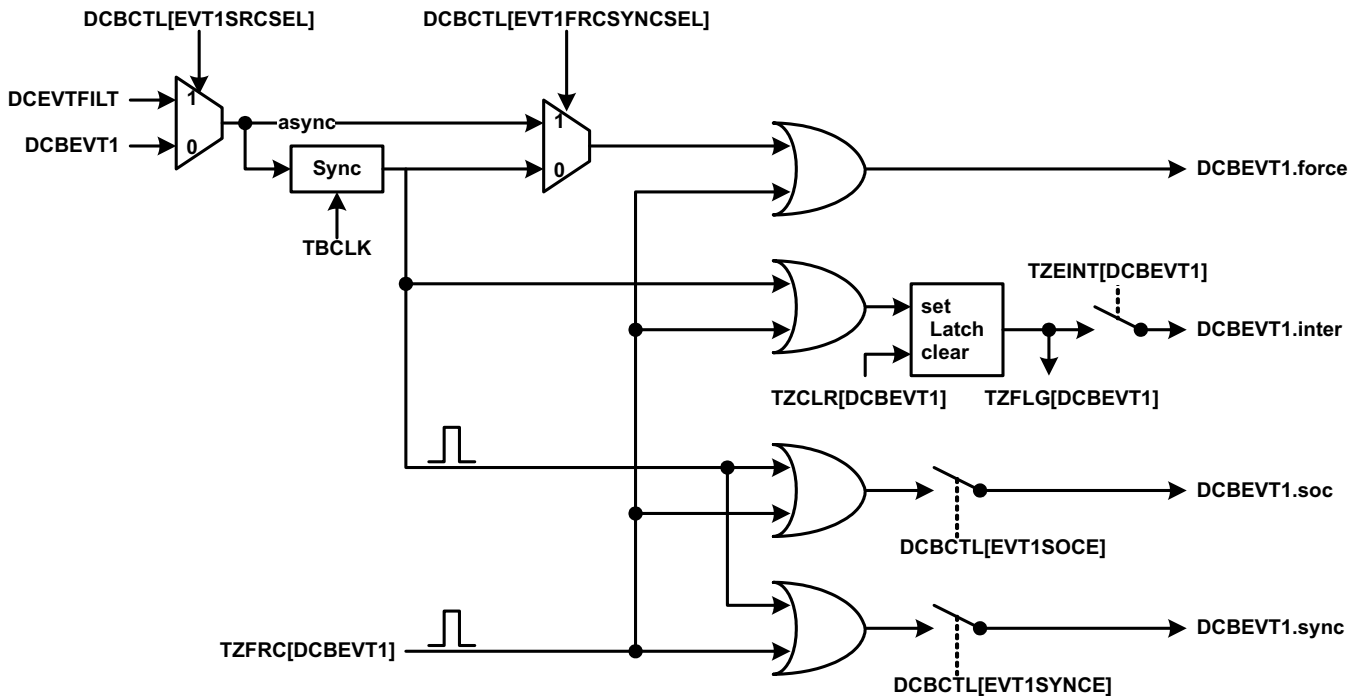 DCBCTL[EVT1SRCSEL]
DCBCTL[EVT1FRCSYNCSEL]
DCEVTFILT
1
async
1
DCBEVT1
0
Sync
0
DCBEVT1.force
TBCLK
TZEINT[DCBEVT1]
set
Latch
clear
DCBEVT1.inter
TZCLR[DCBEVT1]
TZFLG[DCBEVT1]
DCBEVT1.soc
DCBCTL[EVT1SOCE]
DCBEVT1.sync
TZFRC[DCBEVT1]
DCBCTL[EVT1SYNCE]